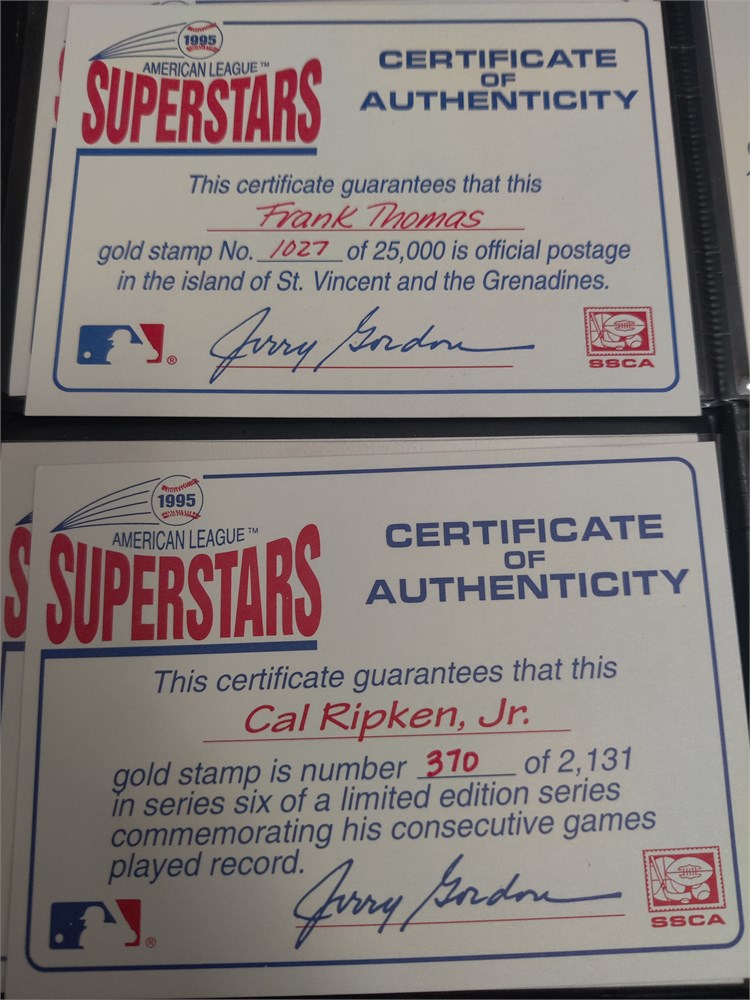 1995
AMERICAN LEAGUE™
SUPERSTARS
CERTIFICATE
OF
AUTHENTICITY
This certificate guarantees that this
Frank Thomas
gold stamp No. 1027 of 25,000 is official postage
in the island of St. Vincent and the Grenadines.
Jerry Gordon
®
SSCA
1995
AMERICAN LEAGUE™
SUPERSTARS
CERTIFICATE
OF
AUTHENTICITY
This certificate guarantees that this
Cal Ripken, Jr.
gold stamp is number 370 of 2,131
in series six of a limited edition series
commemorating his consecutive games
played record.
Jerry Gordon
®
SSCA